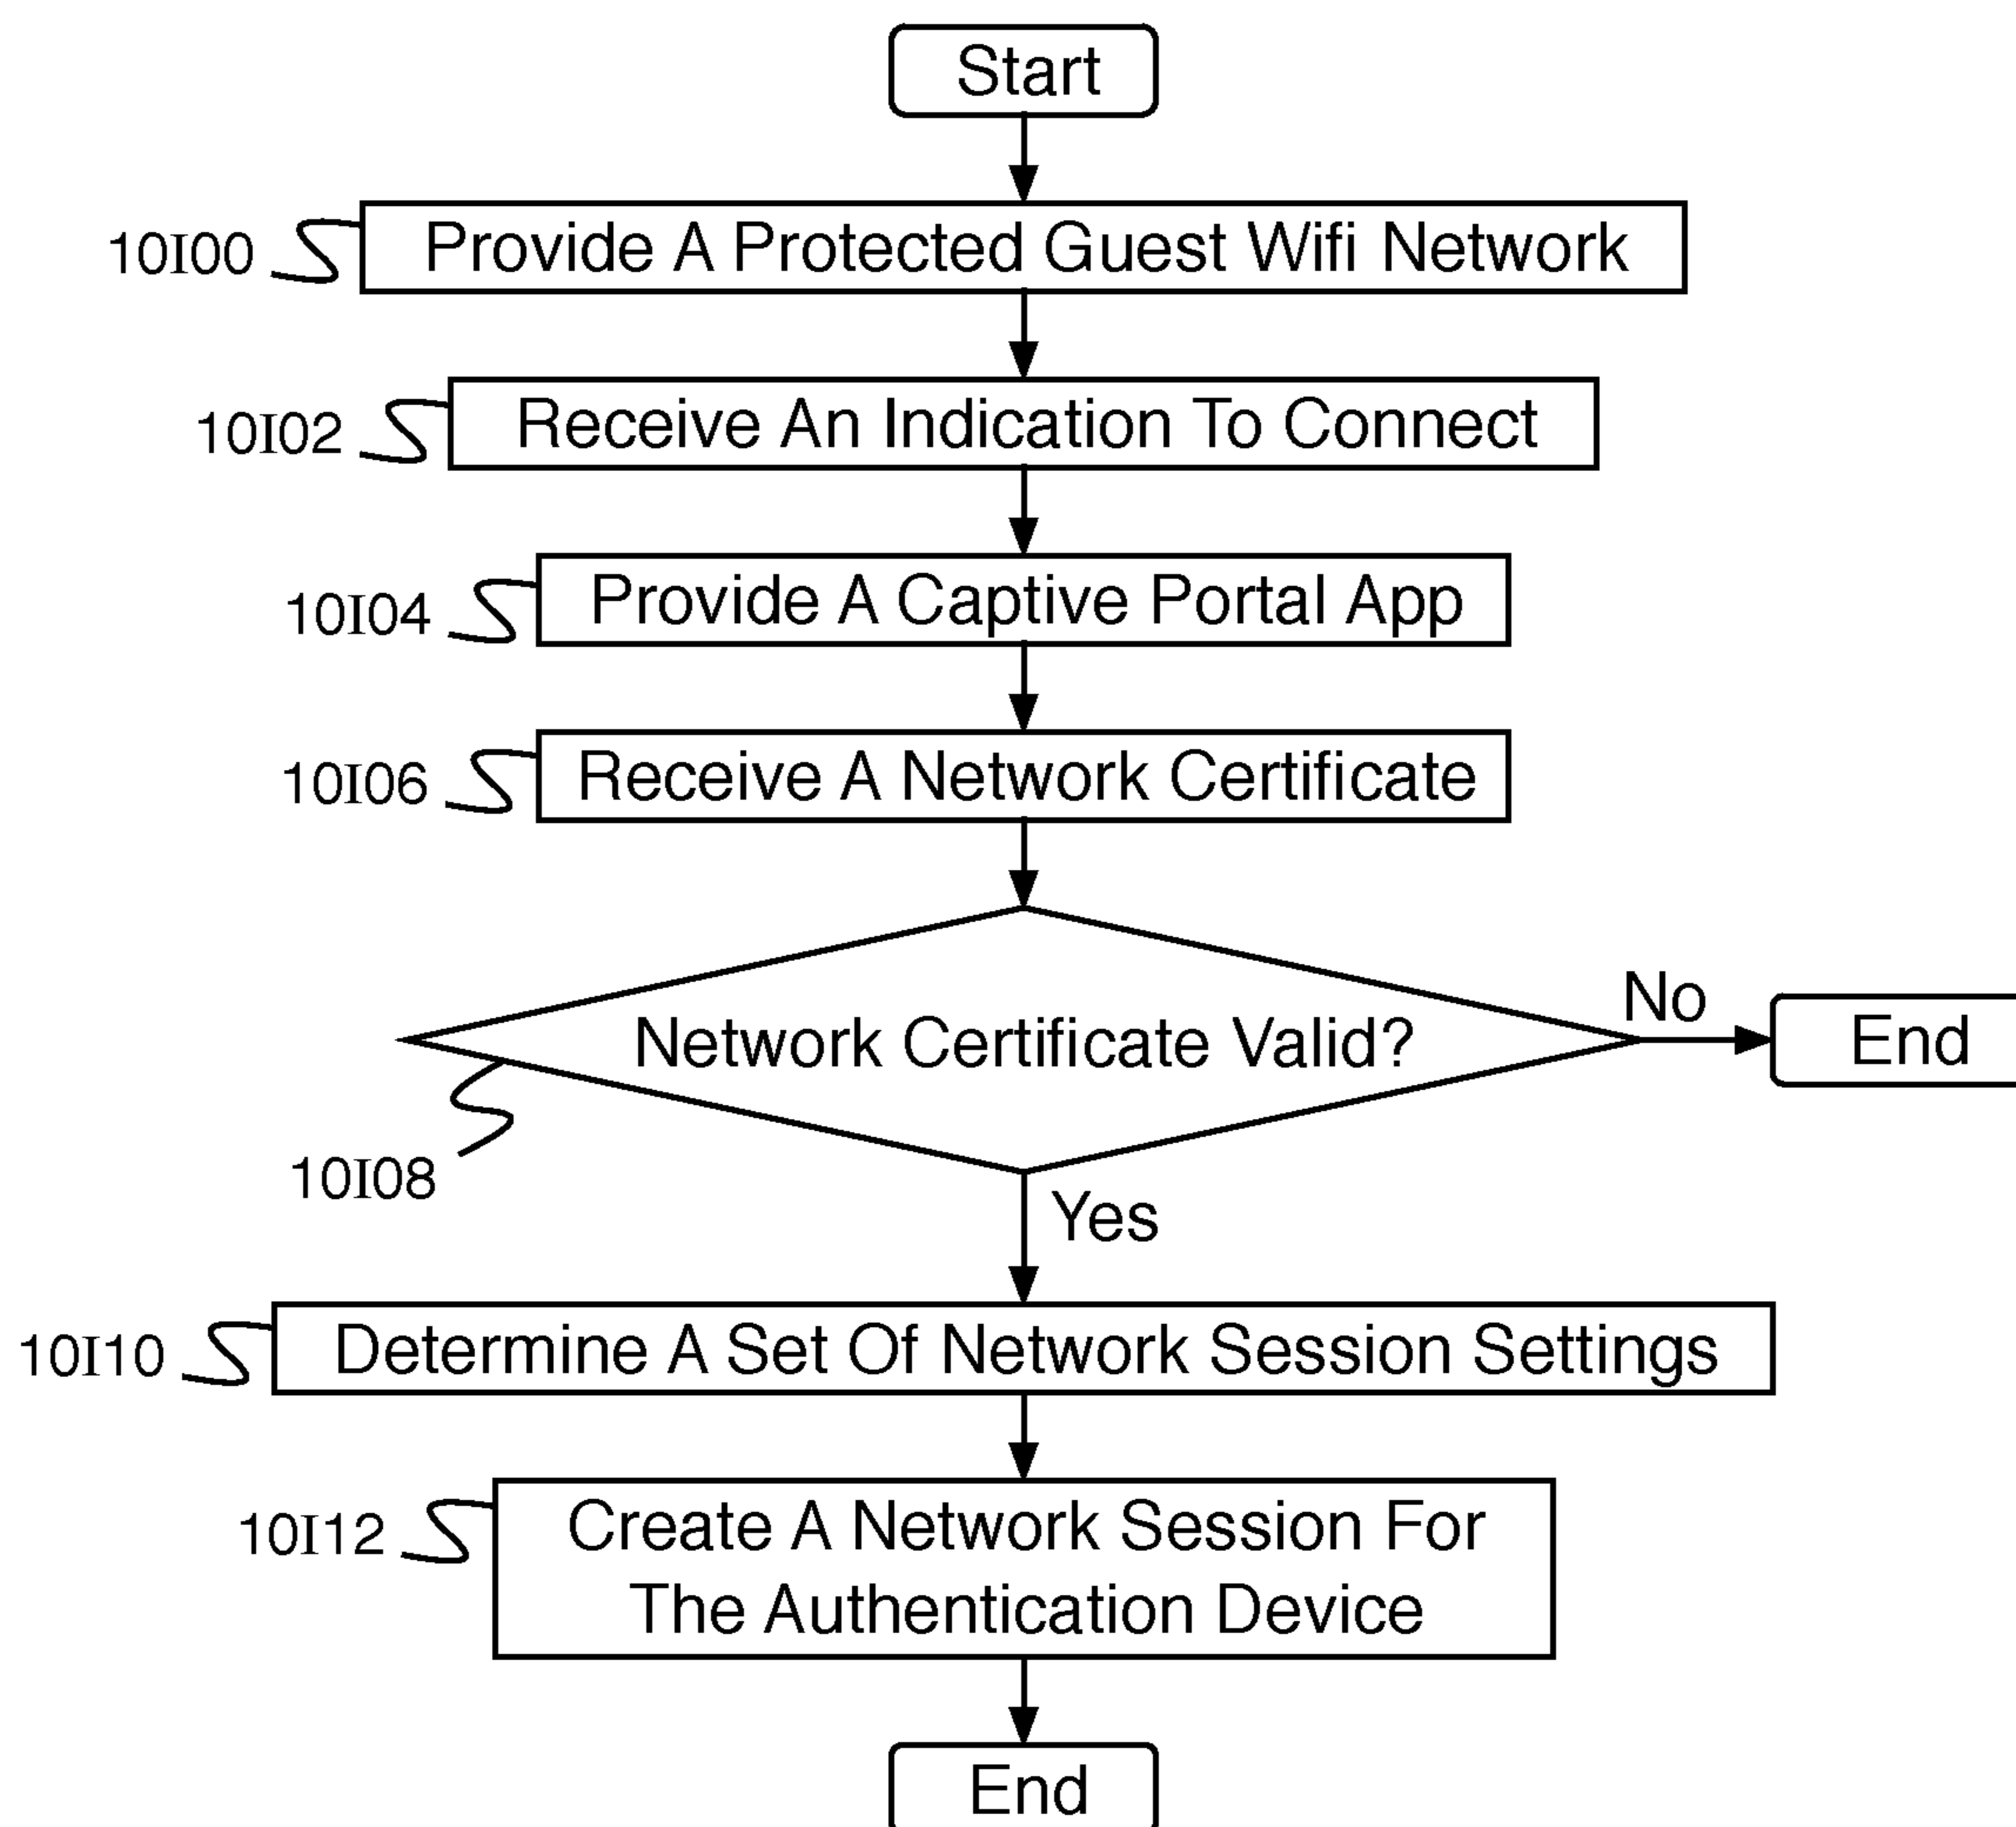 Start
10I00
Provide A Protected Guest Wifi Network
10I02
Receive An Indication To Connect
10I04
Provide A Captive Portal App
10I06
Receive A Network Certificate
Network Certificate Valid?
No
End
10I08
Yes
10I10
Determine A Set Of Network Session Settings
10I12
Create A Network Session For
The Authentication Device
End